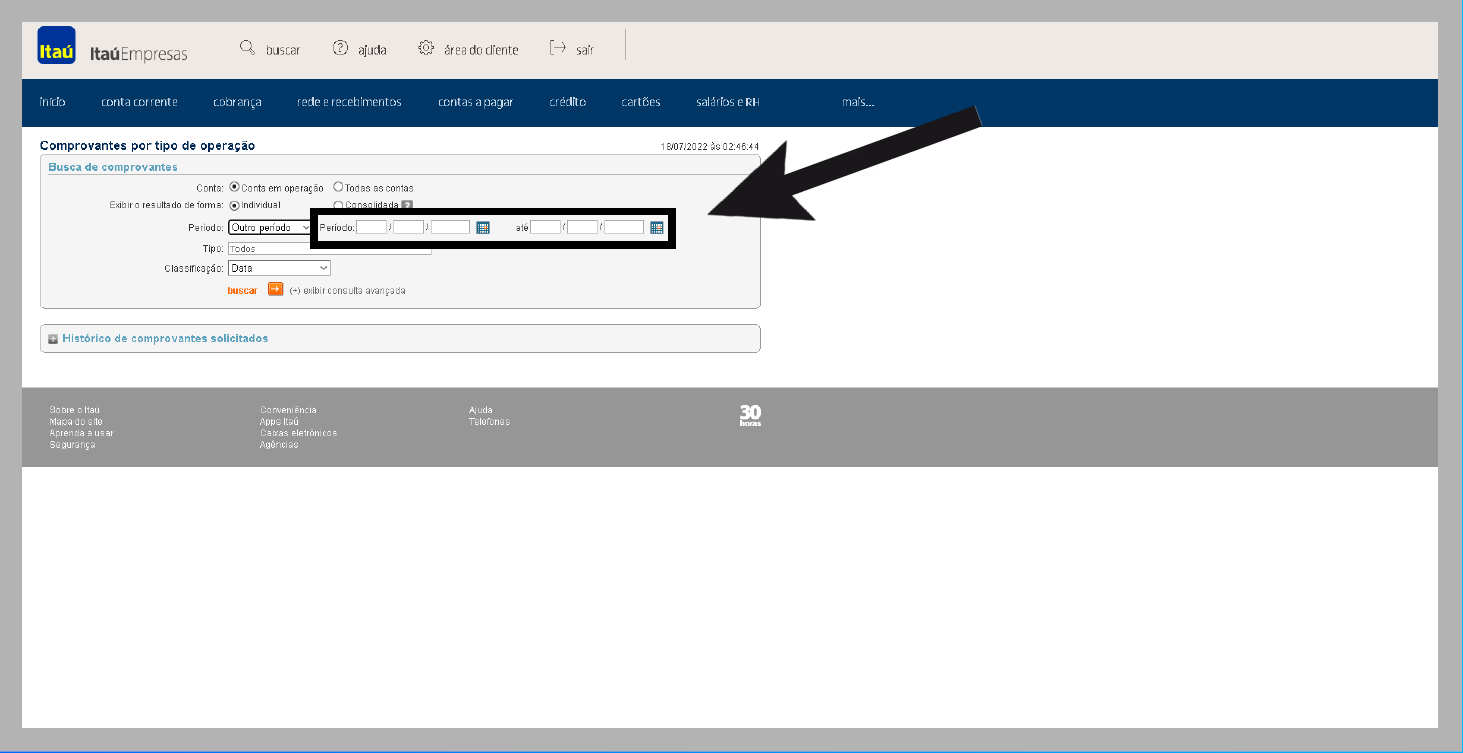 Itaú ItaúEmpresas buscar ? ajuda área do cliente sair
início conta corrente cobrança rede e recebimentos contas a pagar crédito cartões salários e RH mais...
Comprovantes por tipo de operação 18/07/2022 às 02:46:44
Busca de comprovantes
Conta: Conta em operação Todas as contas
Exibir o resultado de forma: Individual Consolidada ?
Período: Outro período Período: / / até / /
Tipo: Todos
Classificação: Data
buscar (+) exibir consulta avançada
Histórico de comprovantes solicitados
Sobre o Itaú Conveniência Ajuda 30 horas
Mapa do site Apps Itaú Telefones
Aprenda a usar Caixas eletrônicos
Segurança Agências